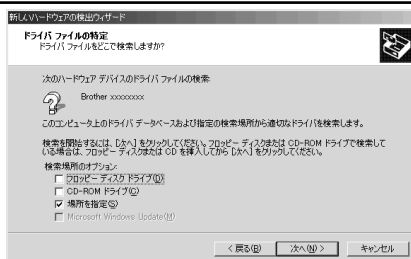 新しいハードウェアの検出ウィザード
ドライバ ファイルの特定
ドライバ ファイルをどこで検索しますか?
次のハードウェア デバイスのドライバ ファイルの検索:
Brother xxxxxxxx
このコンピュータ上のドライバ データベースおよび指定の検索場所から適切なドライバを検索します。
検索を開始するには、[次へ] をクリックしてください。フロッピー ディスクまたは CD-ROM ドライブで検索して
いる場合は、フロッピー ディスクまたは CD を挿入してから [次へ] をクリックしてください。
検索場所のオプション:
フロッピー ディスク ドライブ(D)
CD-ROM ドライブ(C)
場所を指定(S)
Microsoft Windows Update(M)
< 戻る(B)
次へ(N) >
キャンセル